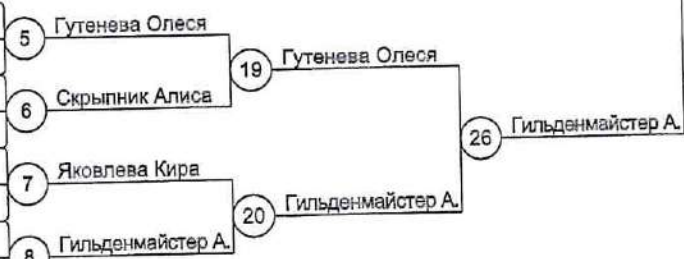 5 Гутенева Олеся
19 Гутенева Олеся
6 Скрыпник Алиса
26 Гильденмайстер А.
7 Яковлева Кира
20 Гильденмайстер А.
8 Гильденмайстер А.